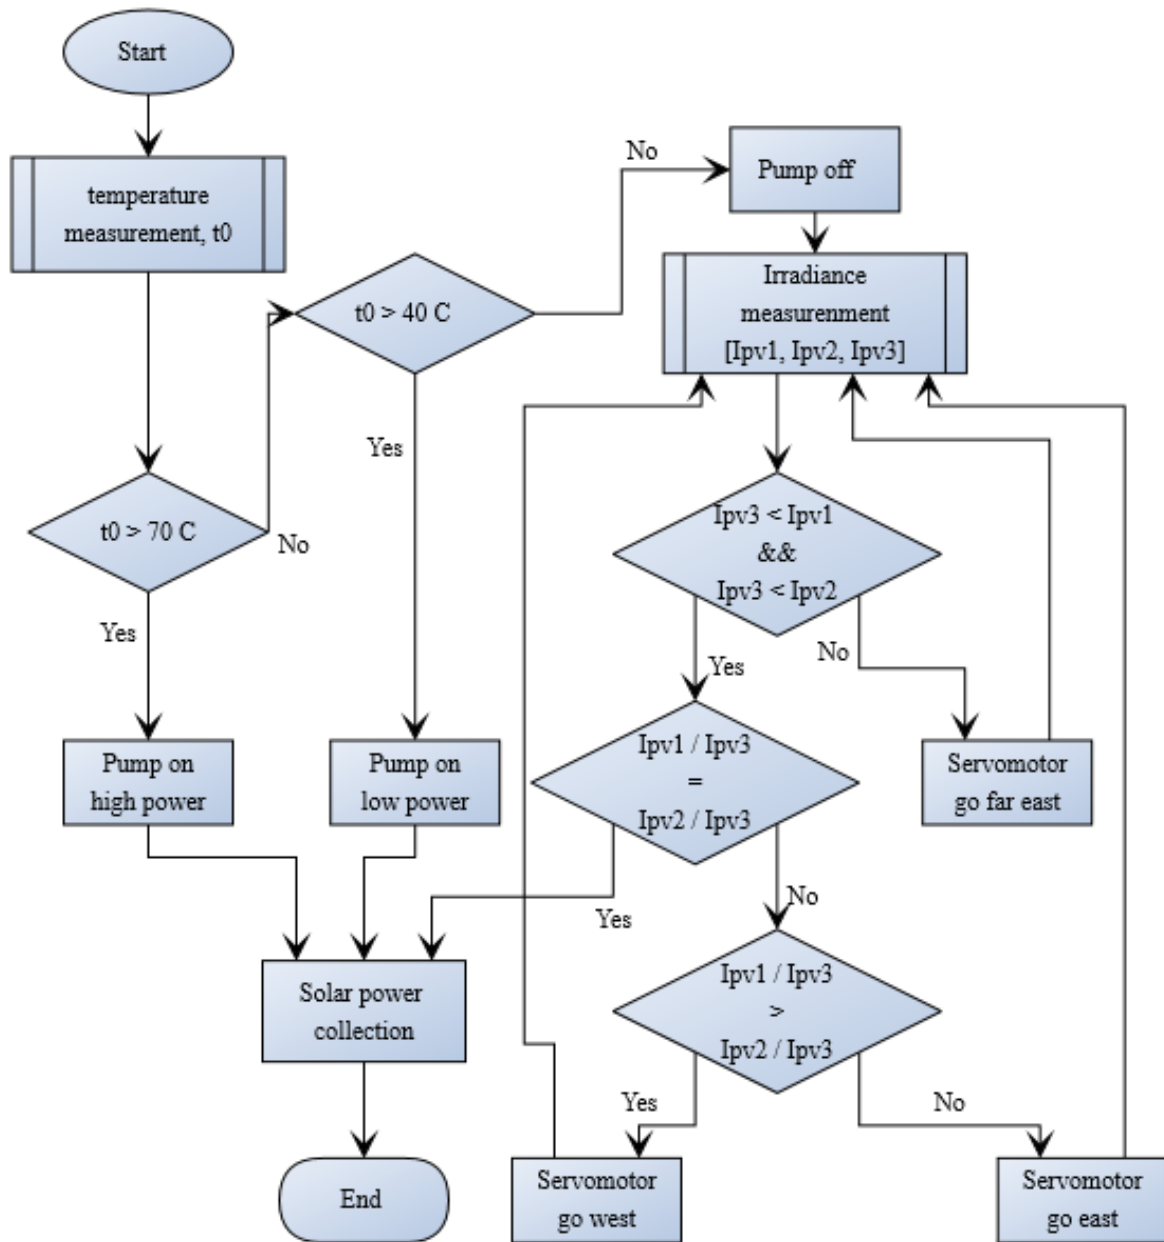 Start
temperature
measurement, t0
t0 > 70 C
No
Yes
Pump on
high power
t0 > 40 C
No
Yes
Pump on
low power
Pump off
Irradiance
measurenment
[Ipv1, Ipv2, Ipv3]
Ipv3 < Ipv1
&&
Ipv3 < Ipv2
Yes
No
Servomotor
go far east
Ipv1 / Ipv3
=
Ipv2 / Ipv3
Yes
No
Ipv1 / Ipv3
>
Ipv2 / Ipv3
Yes
No
Servomotor
go west
Servomotor
go east
Solar power
collection
End